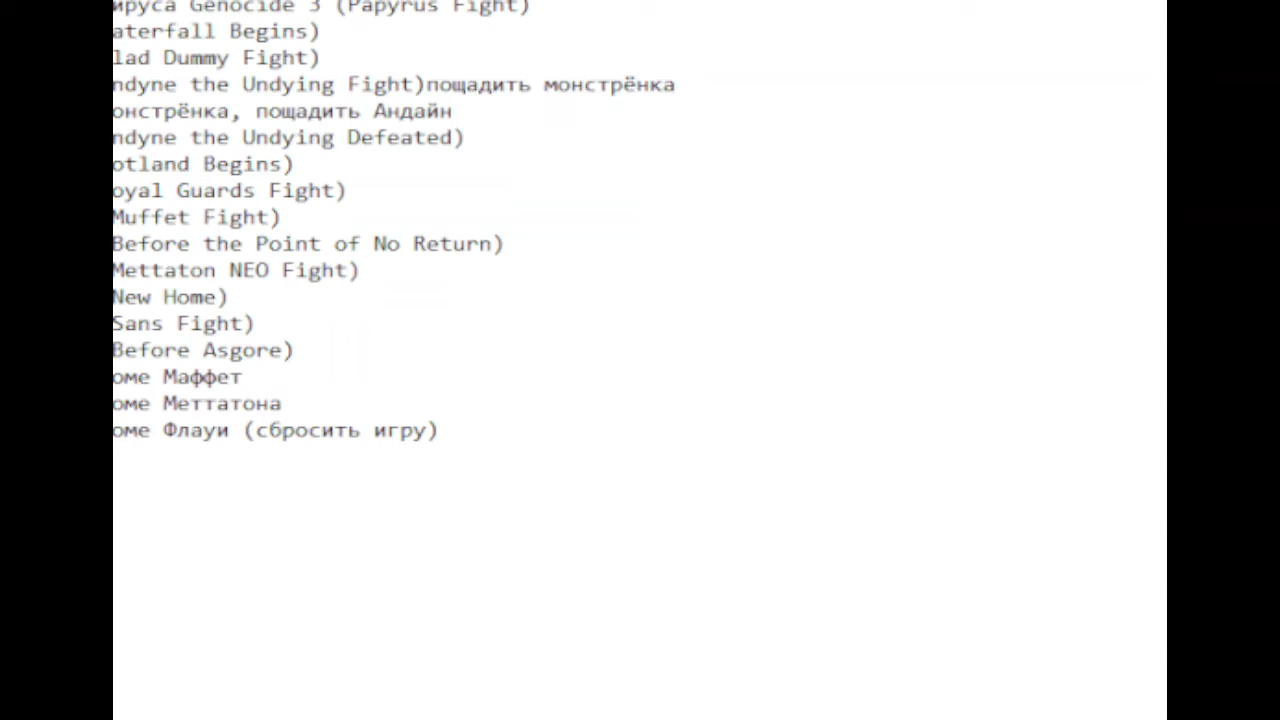 ируса Genocide 3 (Papyrus Fight)
aterfall Begins)
lad Dummy Fight)
ndyne the Undying Fight)пощадить монстрёнка
онстрёнка, пощадить Андайн
ndyne the Undying Defeated)
otland Begins)
oyal Guards Fight)
Muffet Fight)
Before the Point of No Return)
Mettaton NEO Fight)
New Home)
Sans Fight)
Before Asgore)
оме Маффет
оме Меттатона
оме Флауи (сбросить игру)